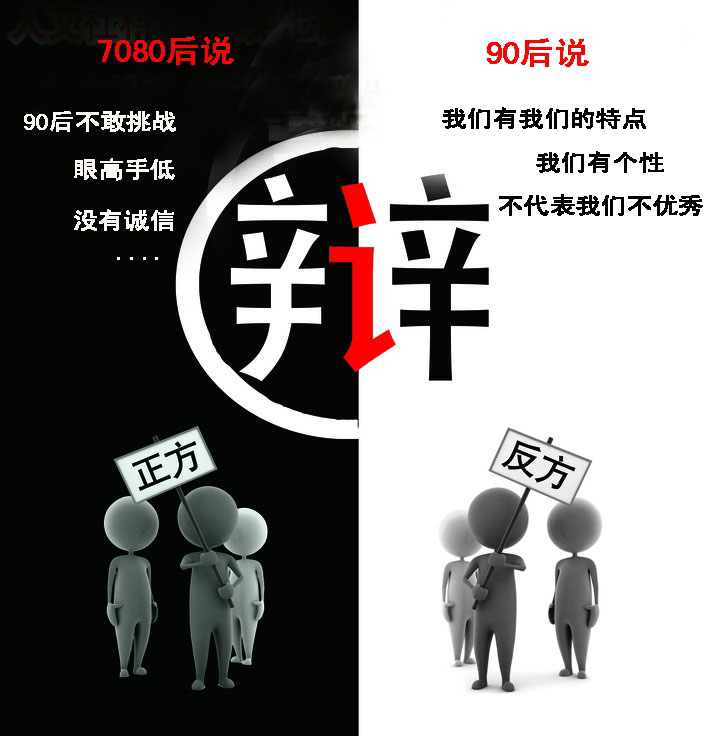 7080后说
90后不敢挑战
眼高手低
没有诚信
....
90后说
我们有我们的特点
我们有个性
不代表我们不优秀
辩
正方
反方